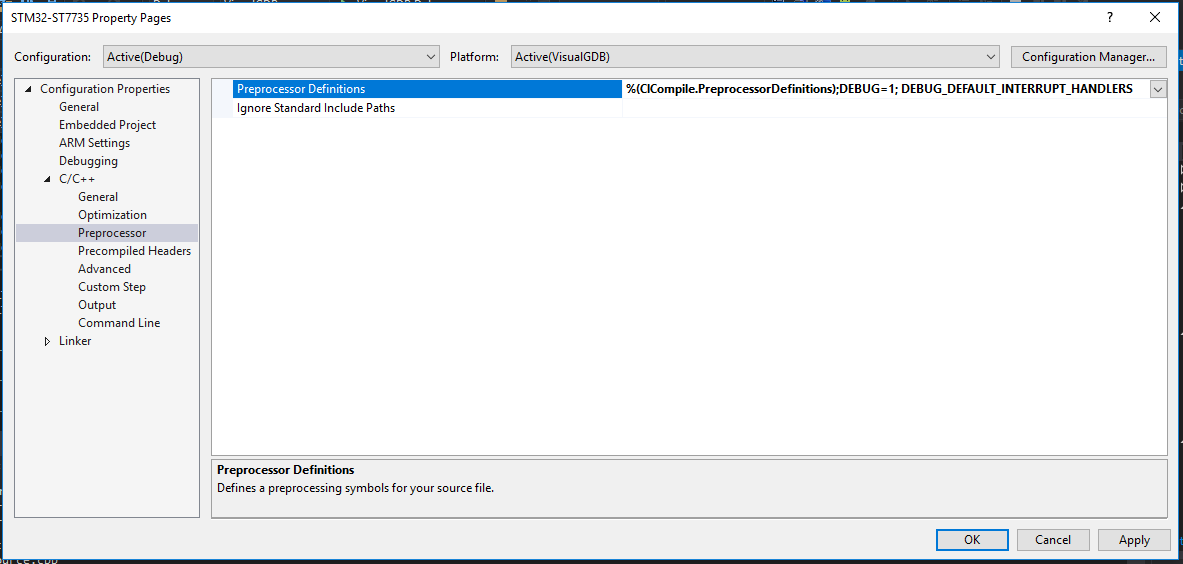 STM32-ST7735 Property Pages
?
Configuration: Active(Debug) Platform: Active(VisualGDB) Configuration Manager...
Configuration Properties
General
Embedded Project
ARM Settings
Debugging
C/C++
General
Optimization
Preprocessor
Precompiled Headers
Advanced
Custom Step
Output
Command Line
Linker
Preprocessor Definitions %(ClCompile.PreprocessorDefinitions);DEBUG=1; DEBUG_DEFAULT_INTERRUPT_HANDLERS
Ignore Standard Include Paths
Preprocessor Definitions
Defines a preprocessing symbols for your source file.
OK Cancel Apply